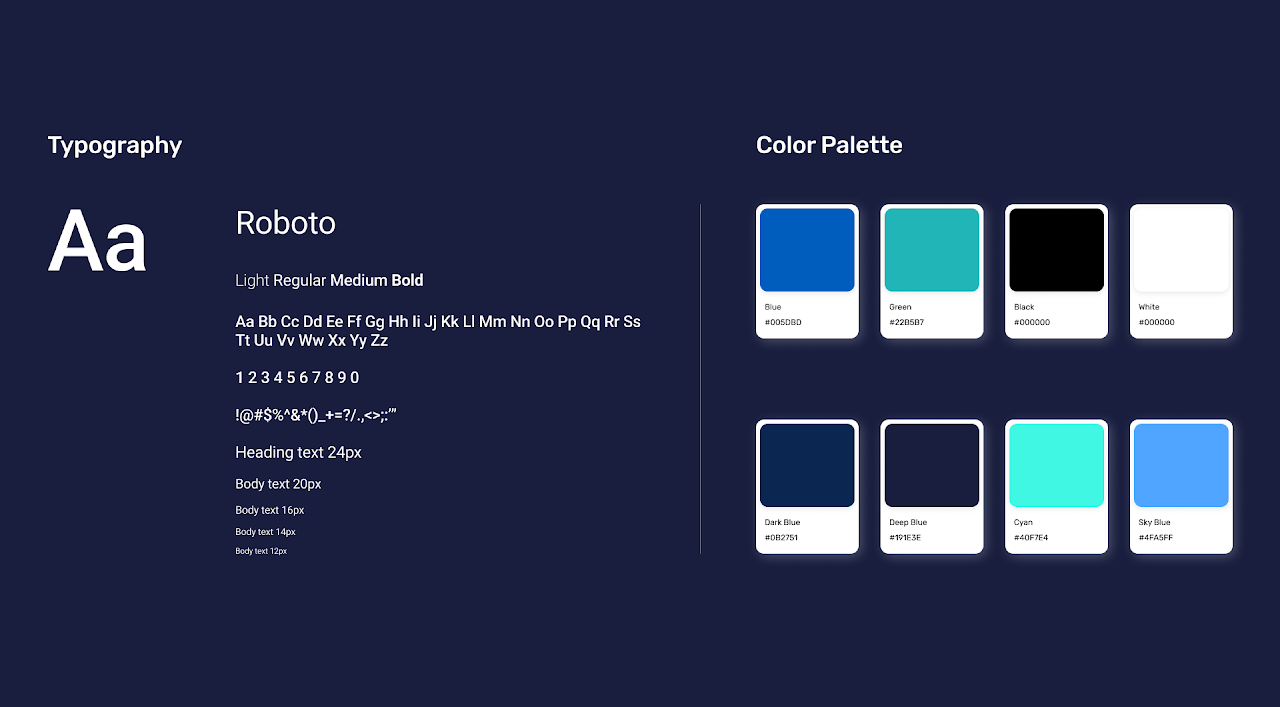 Typography
Aa
Roboto
Light Regular Medium Bold
Aa Bb Cc Dd Ee Ff Gg Hh Ii Jj Kk Ll Mm Nn Oo Pp Qq Rr Ss
Tt Uu Vv Ww Xx Yy Zz
1 2 3 4 5 6 7 8 9 0
!@#$%^&*()_+=?/.,<>;:'"
Heading text 24px
Body text 20px
Body text 16px
Body text 14px
Body text 12px
Color Palette
Blue
#005DBD
Green
#22B5B7
Black
#000000
White
#000000
Dark Blue
#0B2751
Deep Blue
#191E3E
Cyan
#40F7E4
Sky Blue
#4FA5FF